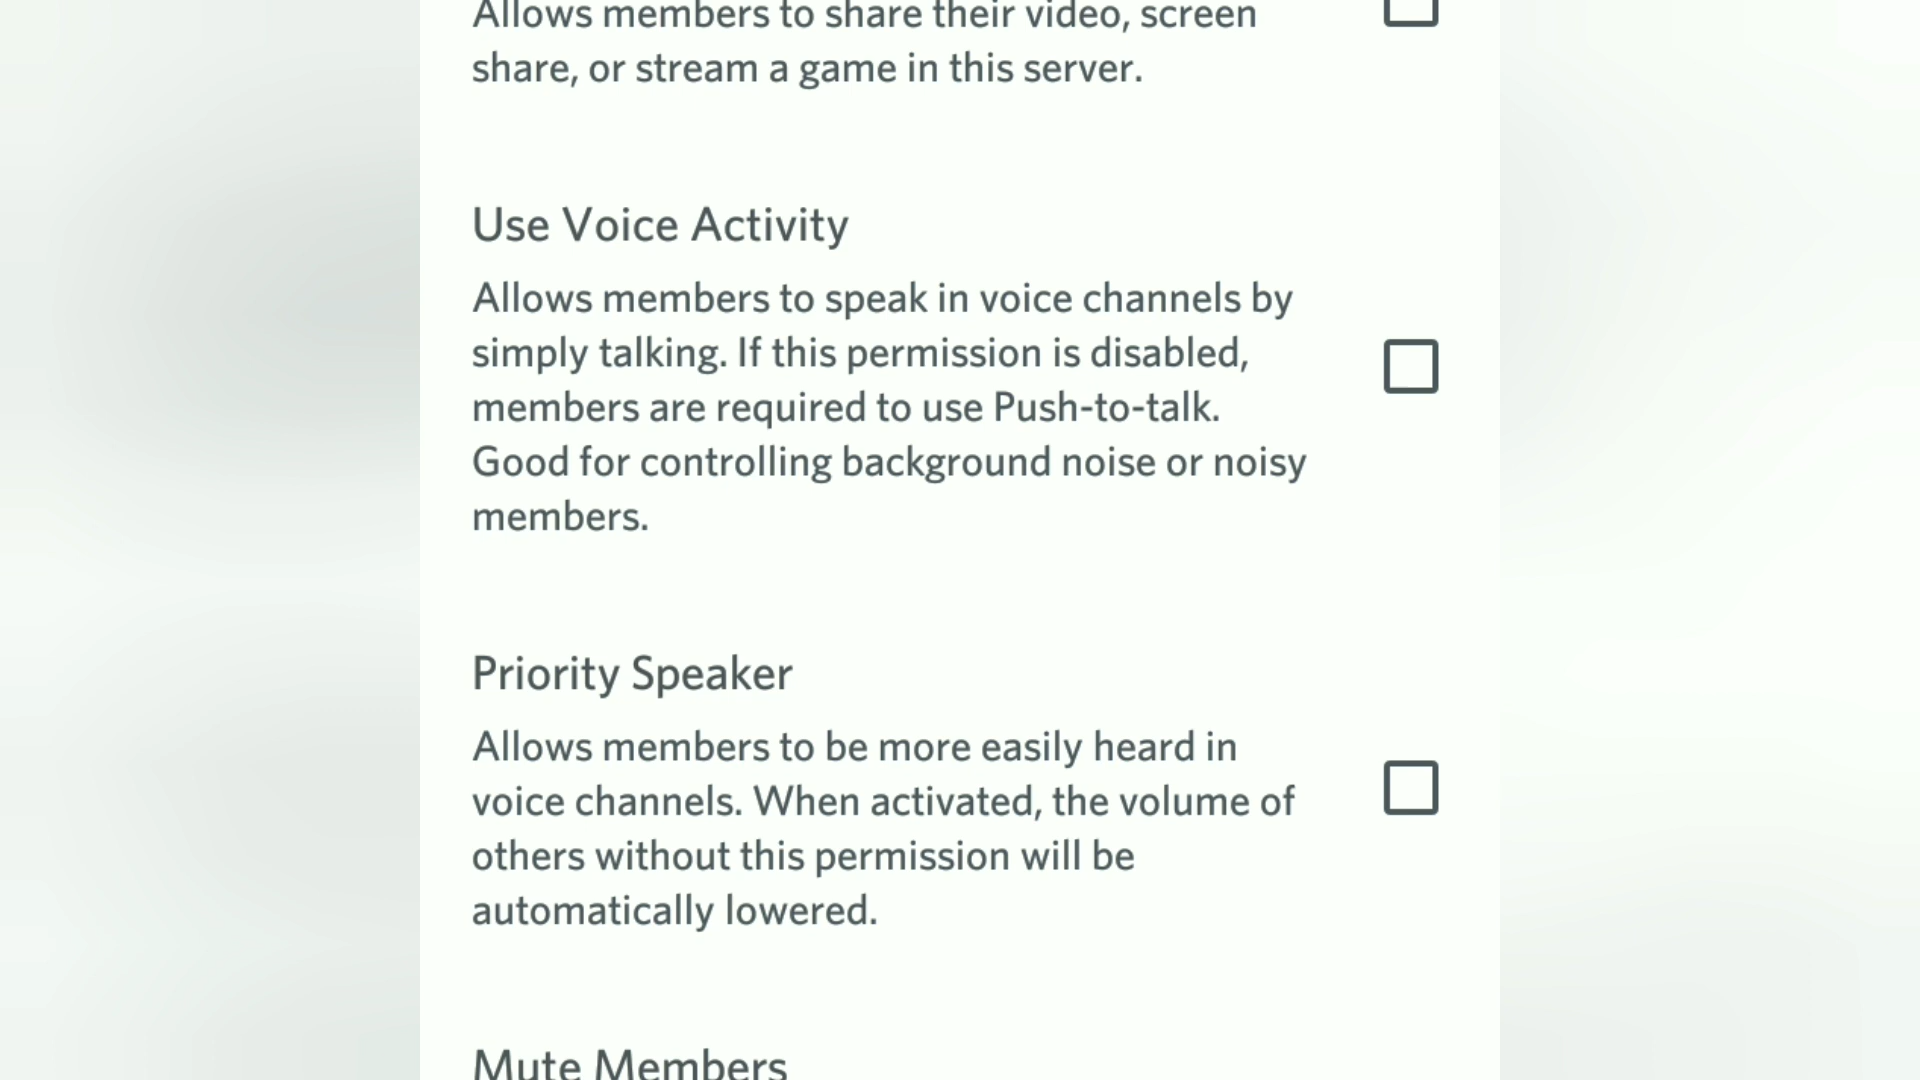 Allows members to share their video, screen
share, or stream a game in this server.
Use Voice Activity
Allows members to speak in voice channels by
simply talking. If this permission is disabled,
members are required to use Push-to-talk.
Good for controlling background noise or noisy
members.
Priority Speaker
Allows members to be more easily heard in
voice channels. When activated, the volume of
others without this permission will be
automatically lowered.
Mute Members